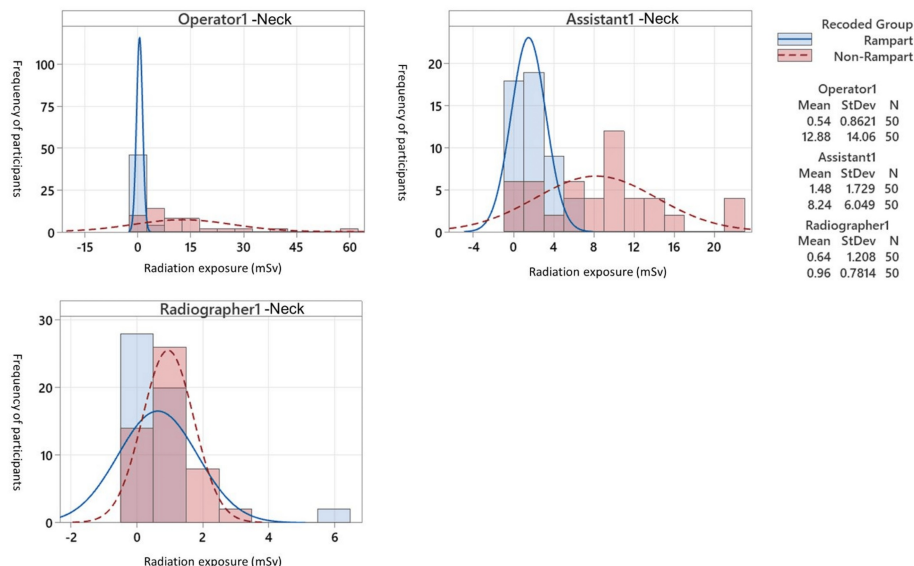 Operator1 -Neck
Frequency of participants
100
75
50
25
0
-15 0 15 30 45 60
Radiation exposure (mSv)
Assistant1 -Neck
Frequency of participants
20
15
10
5
0
-4 0 4 8 12 16 20
Radiation exposure (mSv)
Recoded Group
Rampart
Non-Rampart
Operator1
Mean StDev N
0.54 0.8621 50
12.88 14.06 50
Assistant1
Mean StDev N
1.48 1.729 50
8.24 6.049 50
Radiographer1
Mean StDev N
0.64 1.208 50
0.96 0.7814 50
Radiographer1 -Neck
Frequency of participants
30
20
10
0
-2 0 2 4 6
Radiation exposure (mSv)